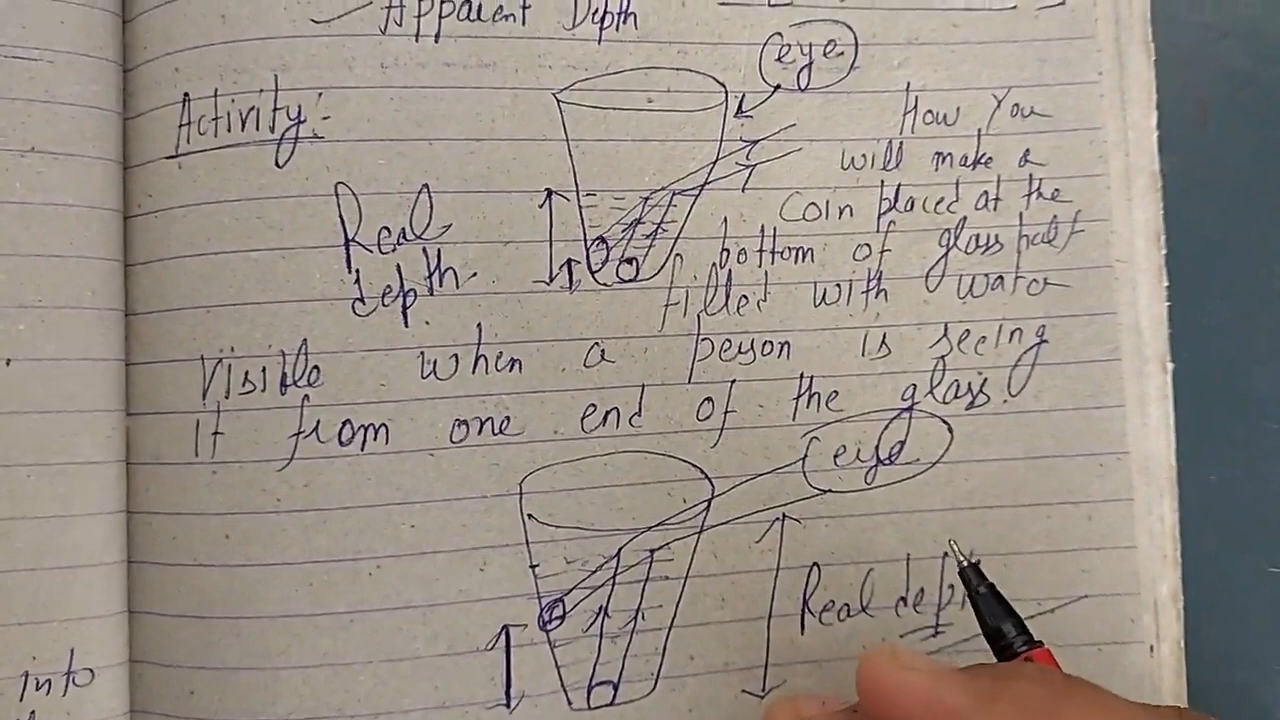 Apparent Depth
eye
Activity:-
How You
will make a
Real
coin placed at the
depth.
bottom of glass half
filled with water
visible when a person is seeing
it from one end of the glass.
eye
Real dep
into